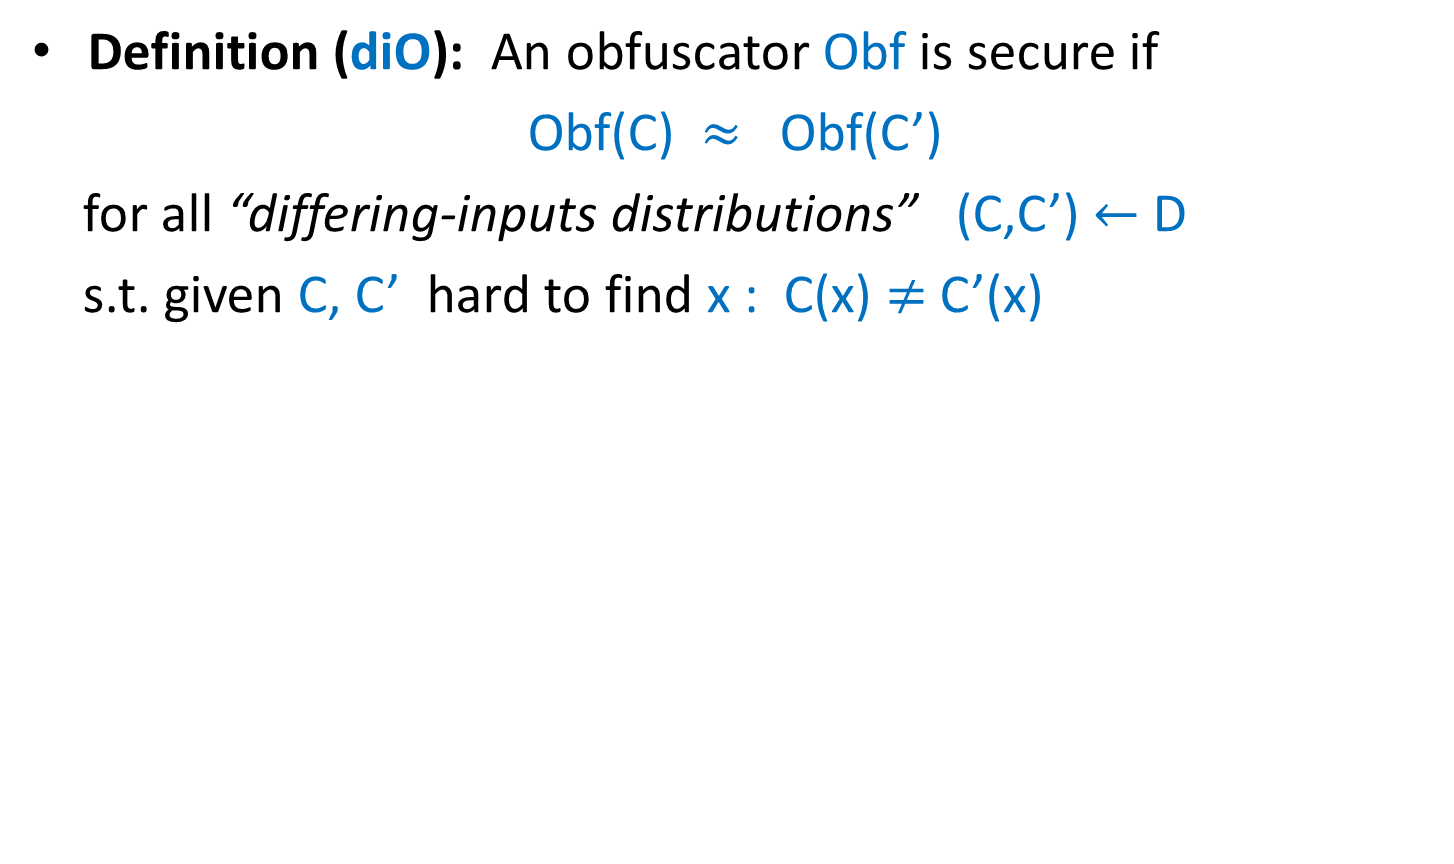 • Definition (diO): An obfuscator Obf is secure if
Obf(C) ≈ Obf(C’)
for all “differing-inputs distributions” (C,C’) ← D
s.t. given C, C’ hard to find x : C(x) ≠ C’(x)